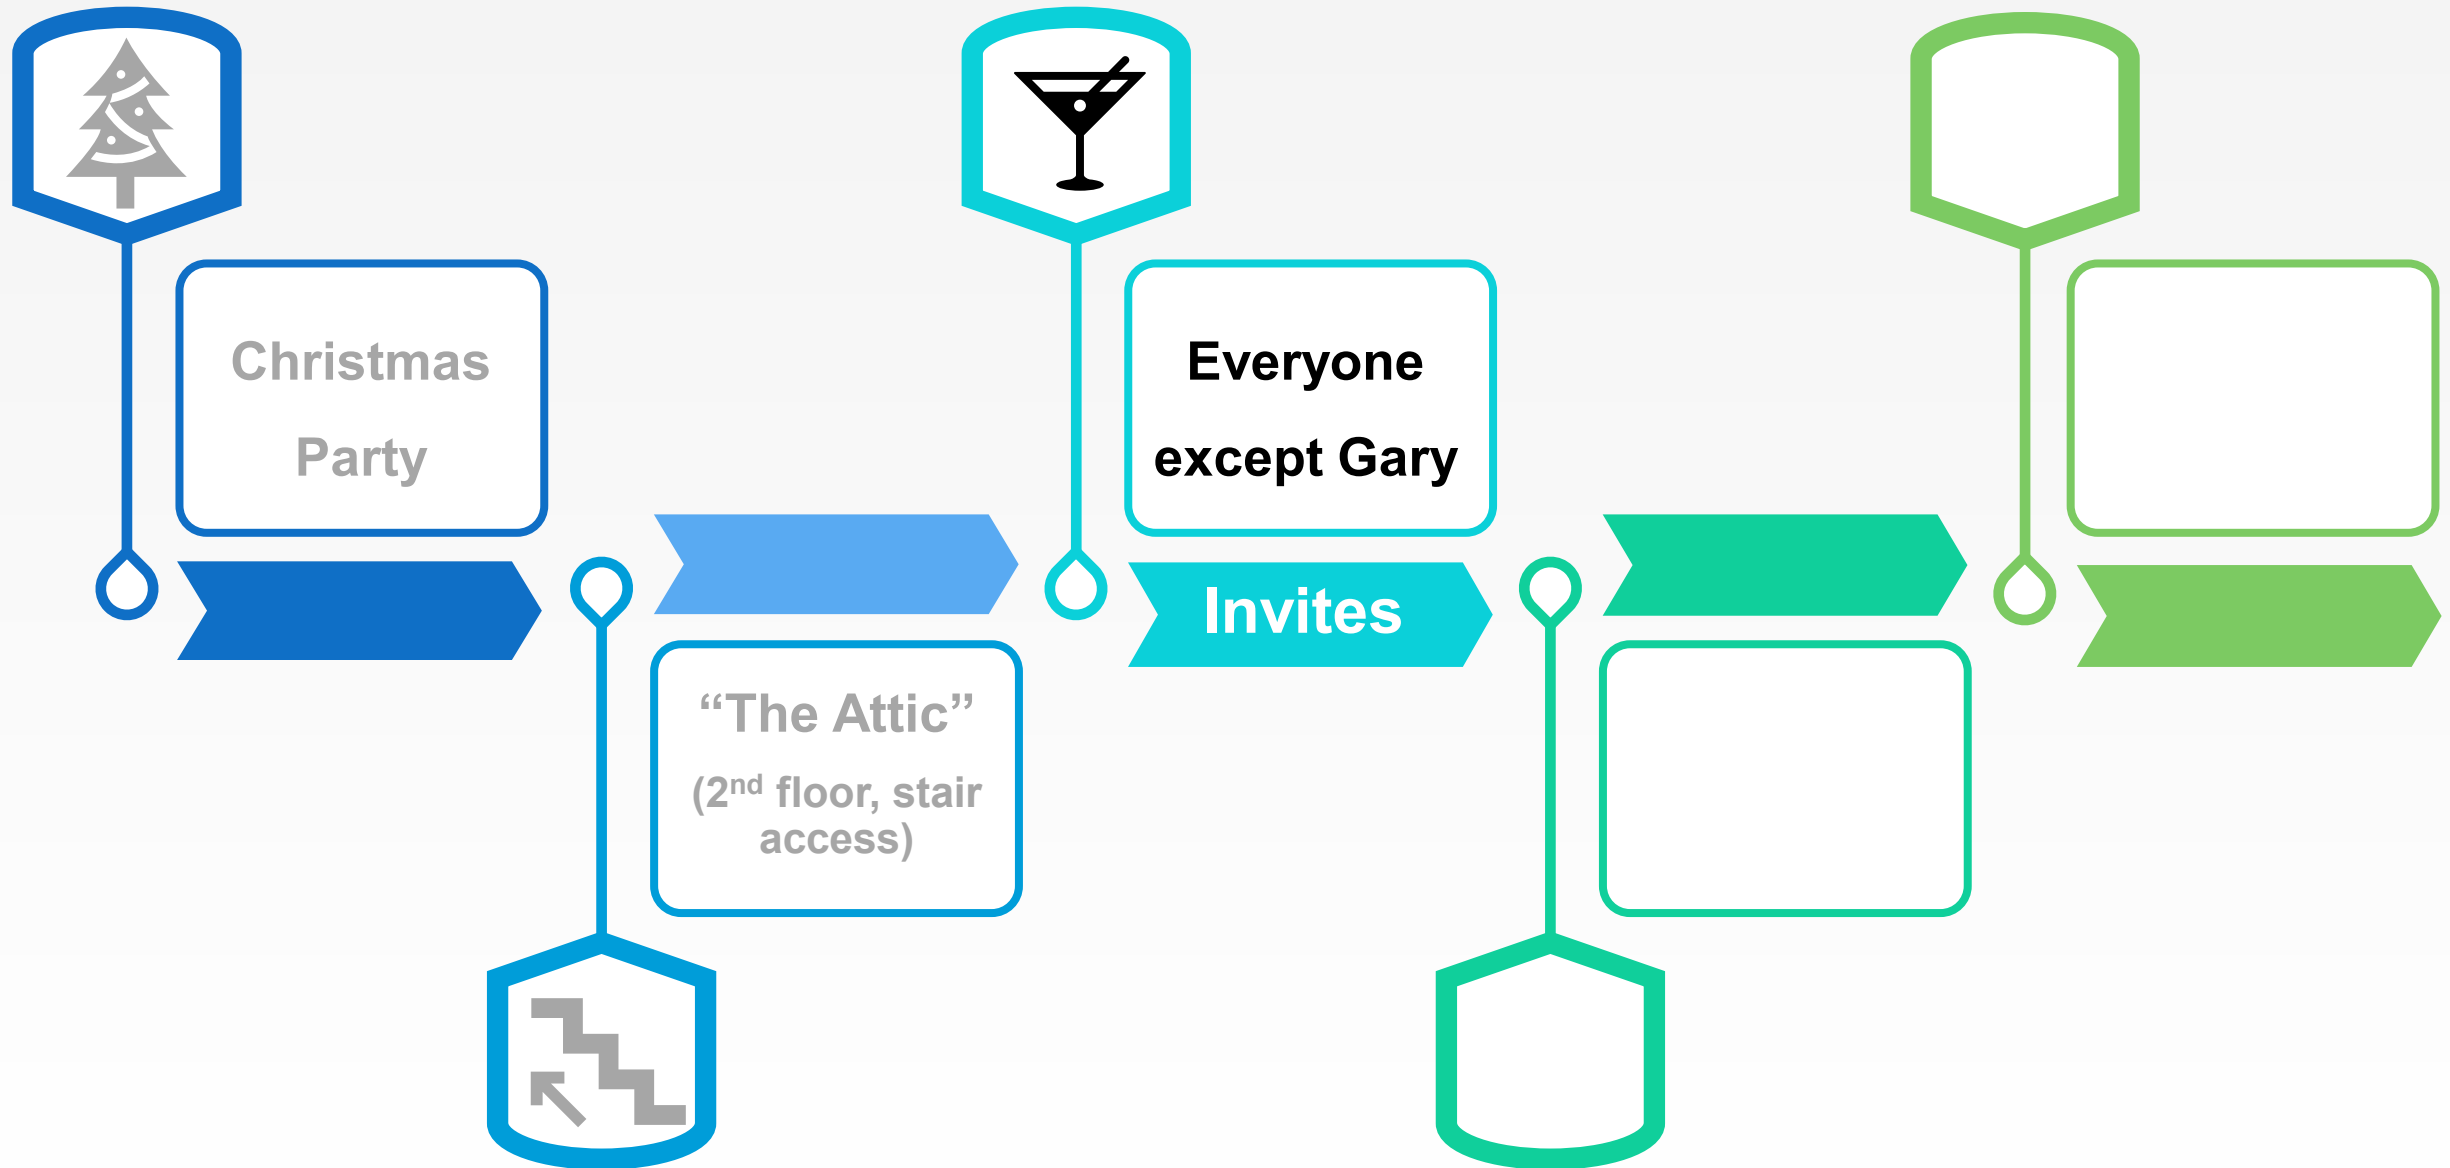 Christmas
Party
“The Attic”
(2nd floor, stair
access)
Everyone
except Gary
Invites